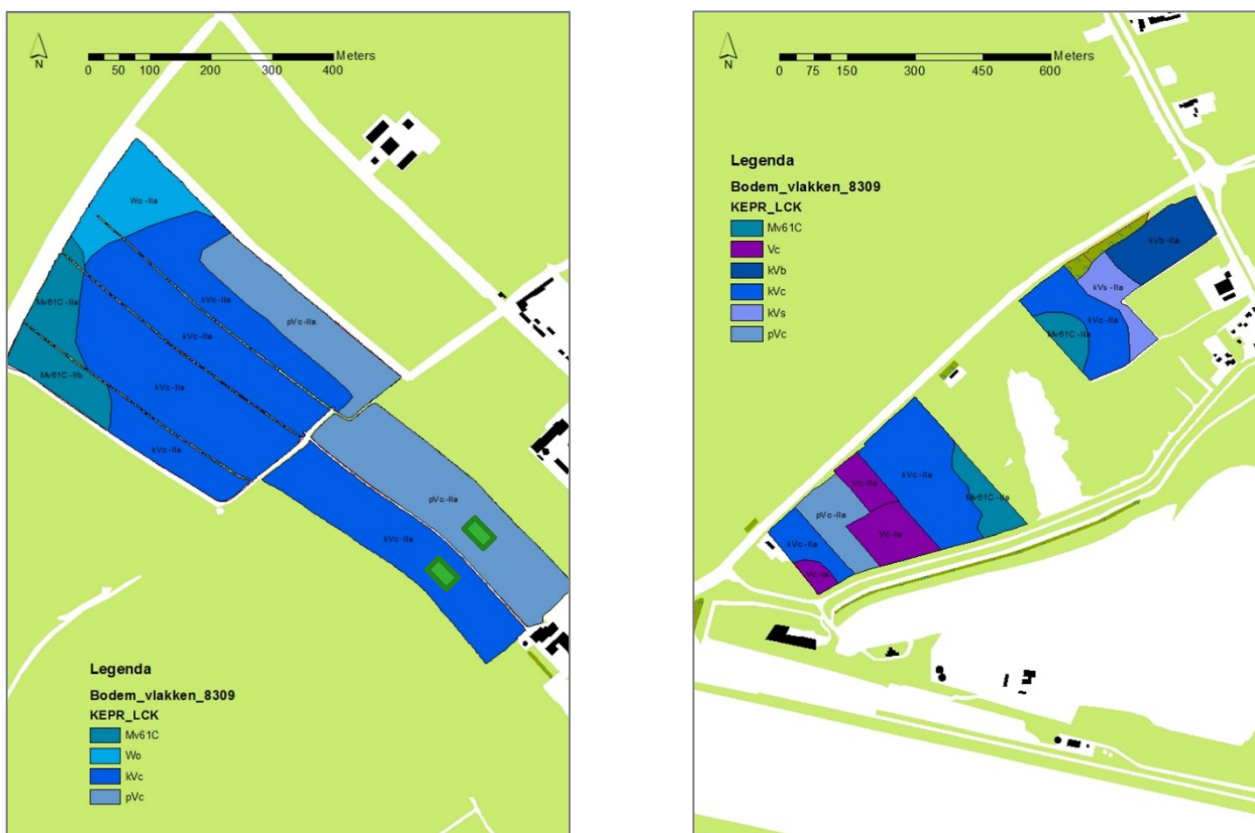 Meters
0 50 100 200 300 400
N
Wo-IIa
Mv61C-IIa
kVc-IIa
pVc-IIa
kVc-IIa
Mv61C-IIb
kVc-IIa
kVc-IIa
pVc-IIa
kVc-IIa
Legenda
Bodem_vlakken_8309
KEPR_LCK
Mv61C
Wo
kVc
pVc
Meters
0 75 150 300 450 600
N
Legenda
Bodem_vlakken_8309
KEPR_LCK
Mv61C
Vc
kVb
kVc
kVs
pVc
kVb-IIa
kVs-IIa
kVc-IIa
Mv61C-IIa
kVc-IIa
Vc-IIa
Mv61C-IIa
pVc-IIa
Vc-IIa
kVc-IIa
Vc-IIa